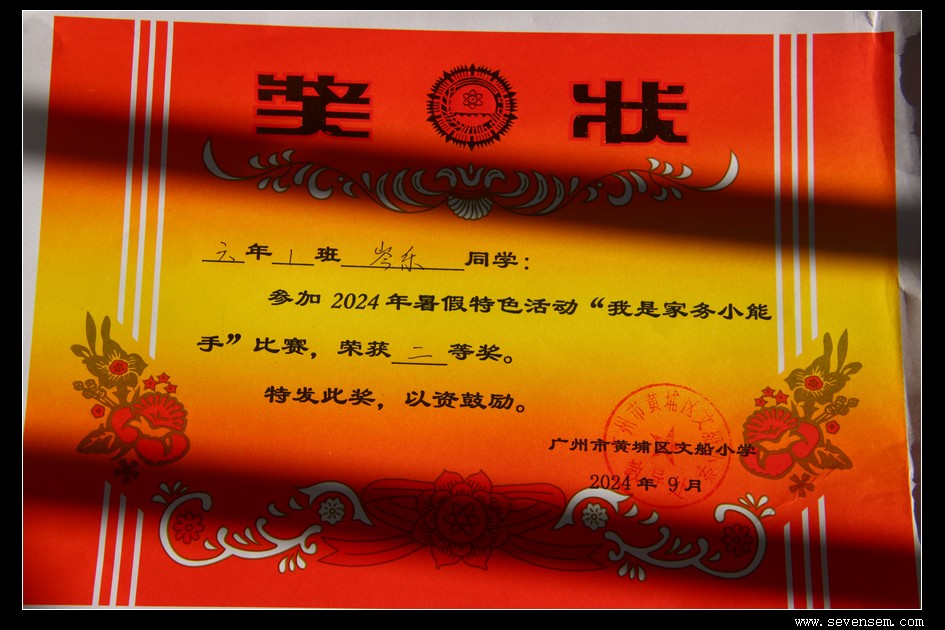 奖 状
六年1班岑乐同学:
参加 2024 年暑假特色活动“我是家务小能
手”比赛，荣获二等奖。
特发此奖，以资鼓励。
广州市黄埔区文船小学
2024 年 9 月
www.sevensem.com